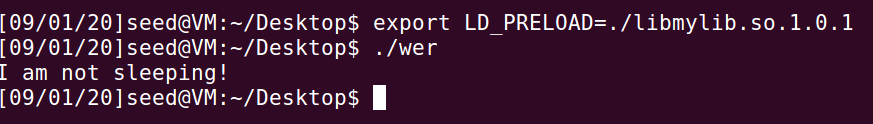 [09/01/20]seed@VM:~/Desktop$ export LD_PRELOAD=./libmylib.so.1.0.1
[09/01/20]seed@VM:~/Desktop$ ./wer
I am not sleeping!
[09/01/20]seed@VM:~/Desktop$